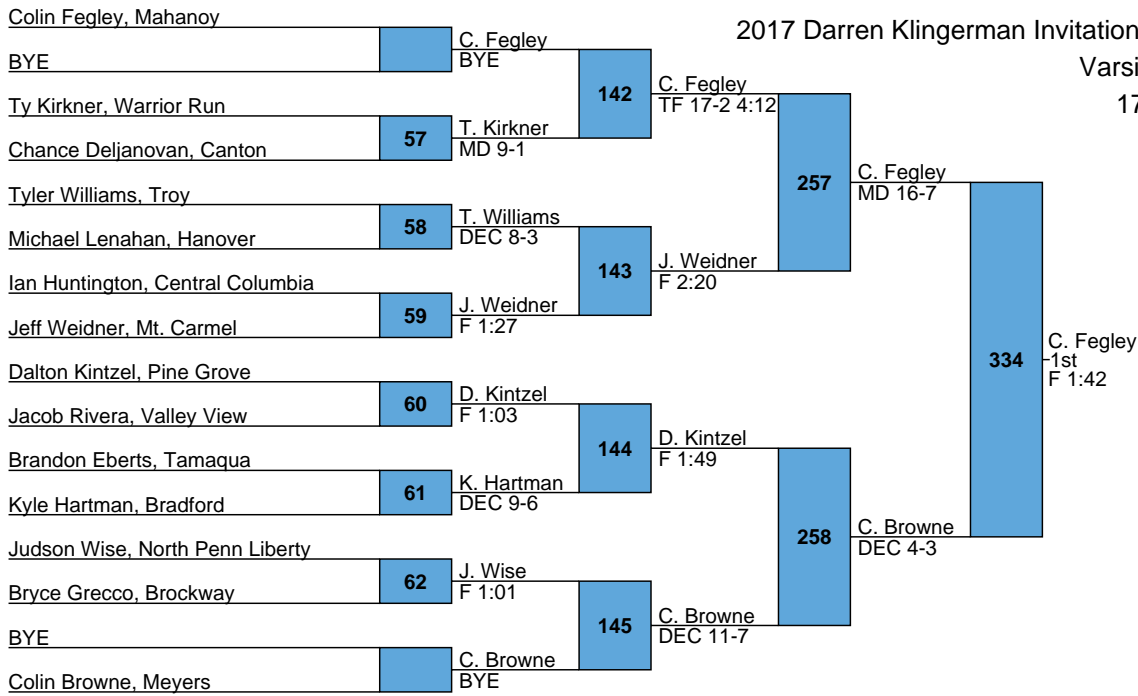 2017 Darren Klingerman Invitation
Varsi
17
Colin Fegley, Mahanoy
BYE
Ty Kirkner, Warrior Run
Chance Deljanovan, Canton
Tyler Williams, Troy
Michael Lenahan, Hanover
Ian Huntington, Central Columbia
Jeff Weidner, Mt. Carmel
Dalton Kintzel, Pine Grove
Jacob Rivera, Valley View
Brandon Eberts, Tamaqua
Kyle Hartman, Bradford
Judson Wise, North Penn Liberty
Bryce Grecco, Brockway
BYE
Colin Browne, Meyers
57
58
59
60
61
62
C. Fegley
BYE
T. Kirkner
MD 9-1
T. Williams
DEC 8-3
J. Weidner
F 1:27
D. Kintzel
F 1:03
K. Hartman
DEC 9-6
J. Wise
F 1:01
C. Browne
BYE
142
143
144
145
C. Fegley
TF 17-2 4:12
J. Weidner
F 2:20
D. Kintzel
F 1:49
C. Browne
DEC 11-7
257
258
C. Fegley
MD 16-7
C. Browne
DEC 4-3
334
C. Fegley
1st
F 1:42